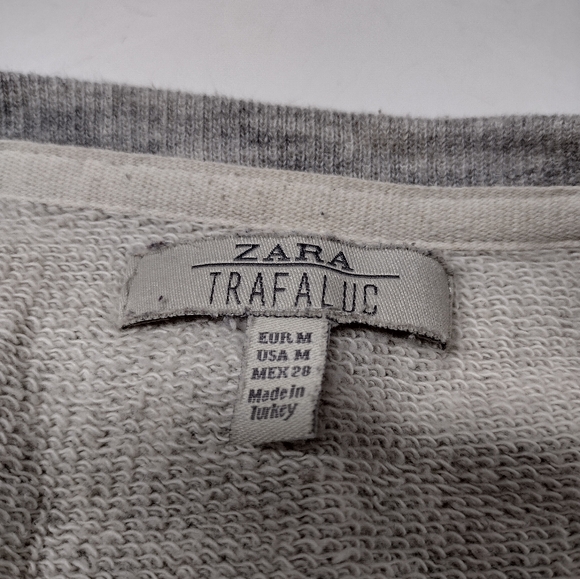 ZARA
TRAFALUC
EUR M
USA M
MEX 28
Made in
Turkey